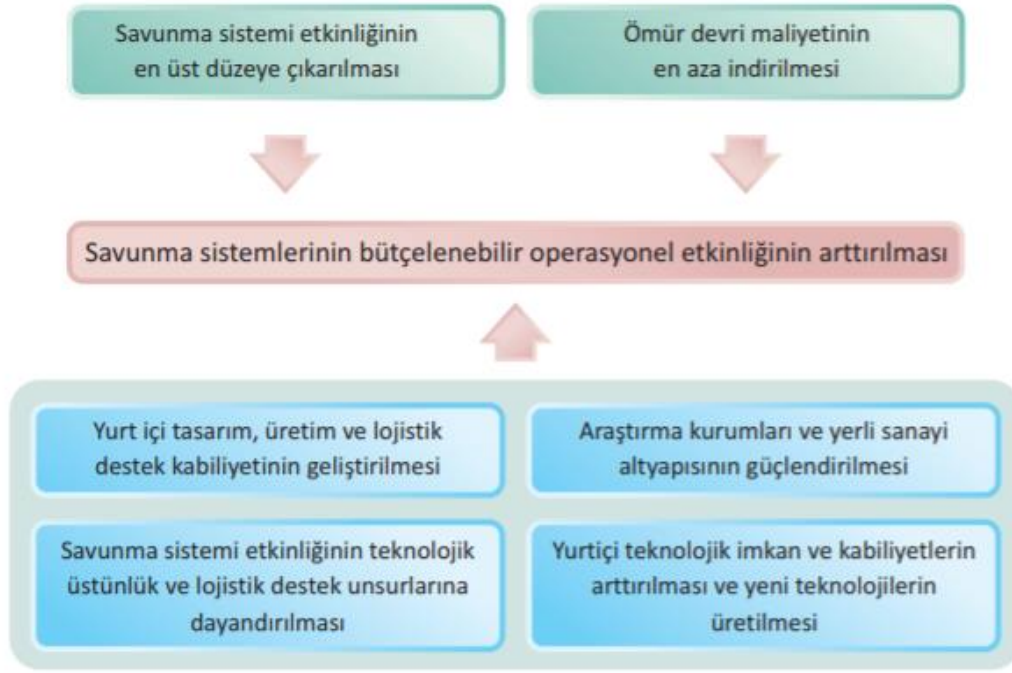 Savunma sistemi etkinliğinin
en üst düzeye çıkarılması
Ömür devri maliyetinin
en aza indirilmesi
Savunma sistemlerinin bütçelenebilir operasyonel etkinliğinin arttırılması
Yurt içi tasarım, üretim ve lojistik
destek kabiliyetinin geliştirilmesi
Araştırma kurumları ve yerli sanayi
altyapısının güçlendirilmesi
Savunma sistemi etkinliğinin teknolojik
üstünlük ve lojistik destek unsurlarına
dayandırılması
Yurtiçi teknolojik imkan ve kabiliyetlerin
arttırılması ve yeni teknolojilerin
üretilmesi